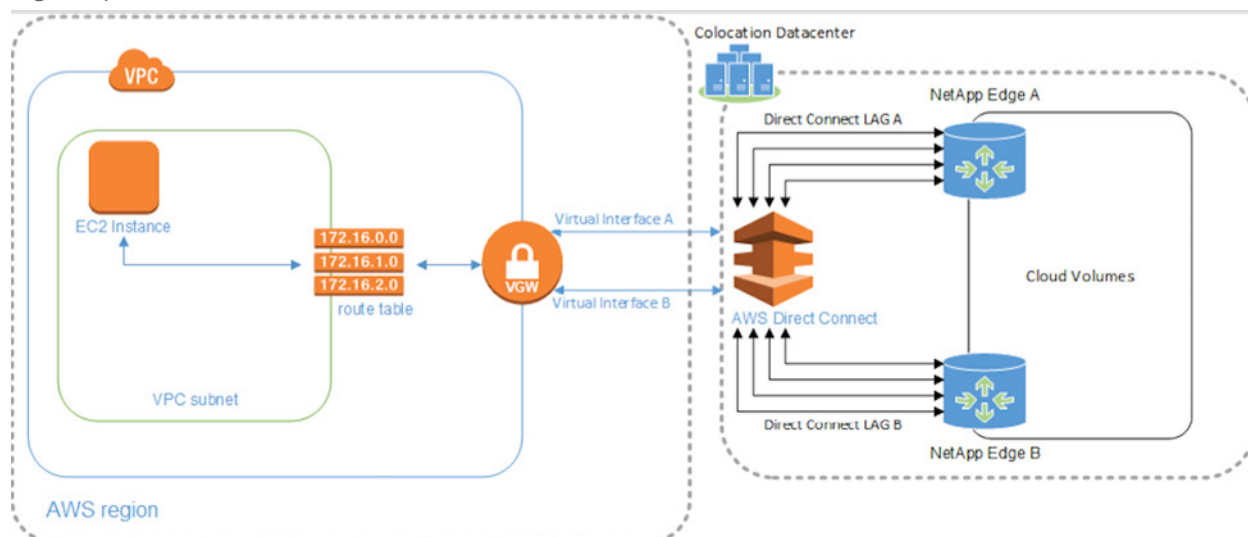 Colocation Datacenter
VPC
NetApp Edge A
Direct Connect LAG A
EC2 Instance
172.16.0.0
172.16.1.0
172.16.2.0
route table
VGW
Virtual Interface A
Virtual Interface B
AWS Direct Connect
Cloud Volumes
VPC subnet
Direct Connect LAG B
NetApp Edge B
AWS region